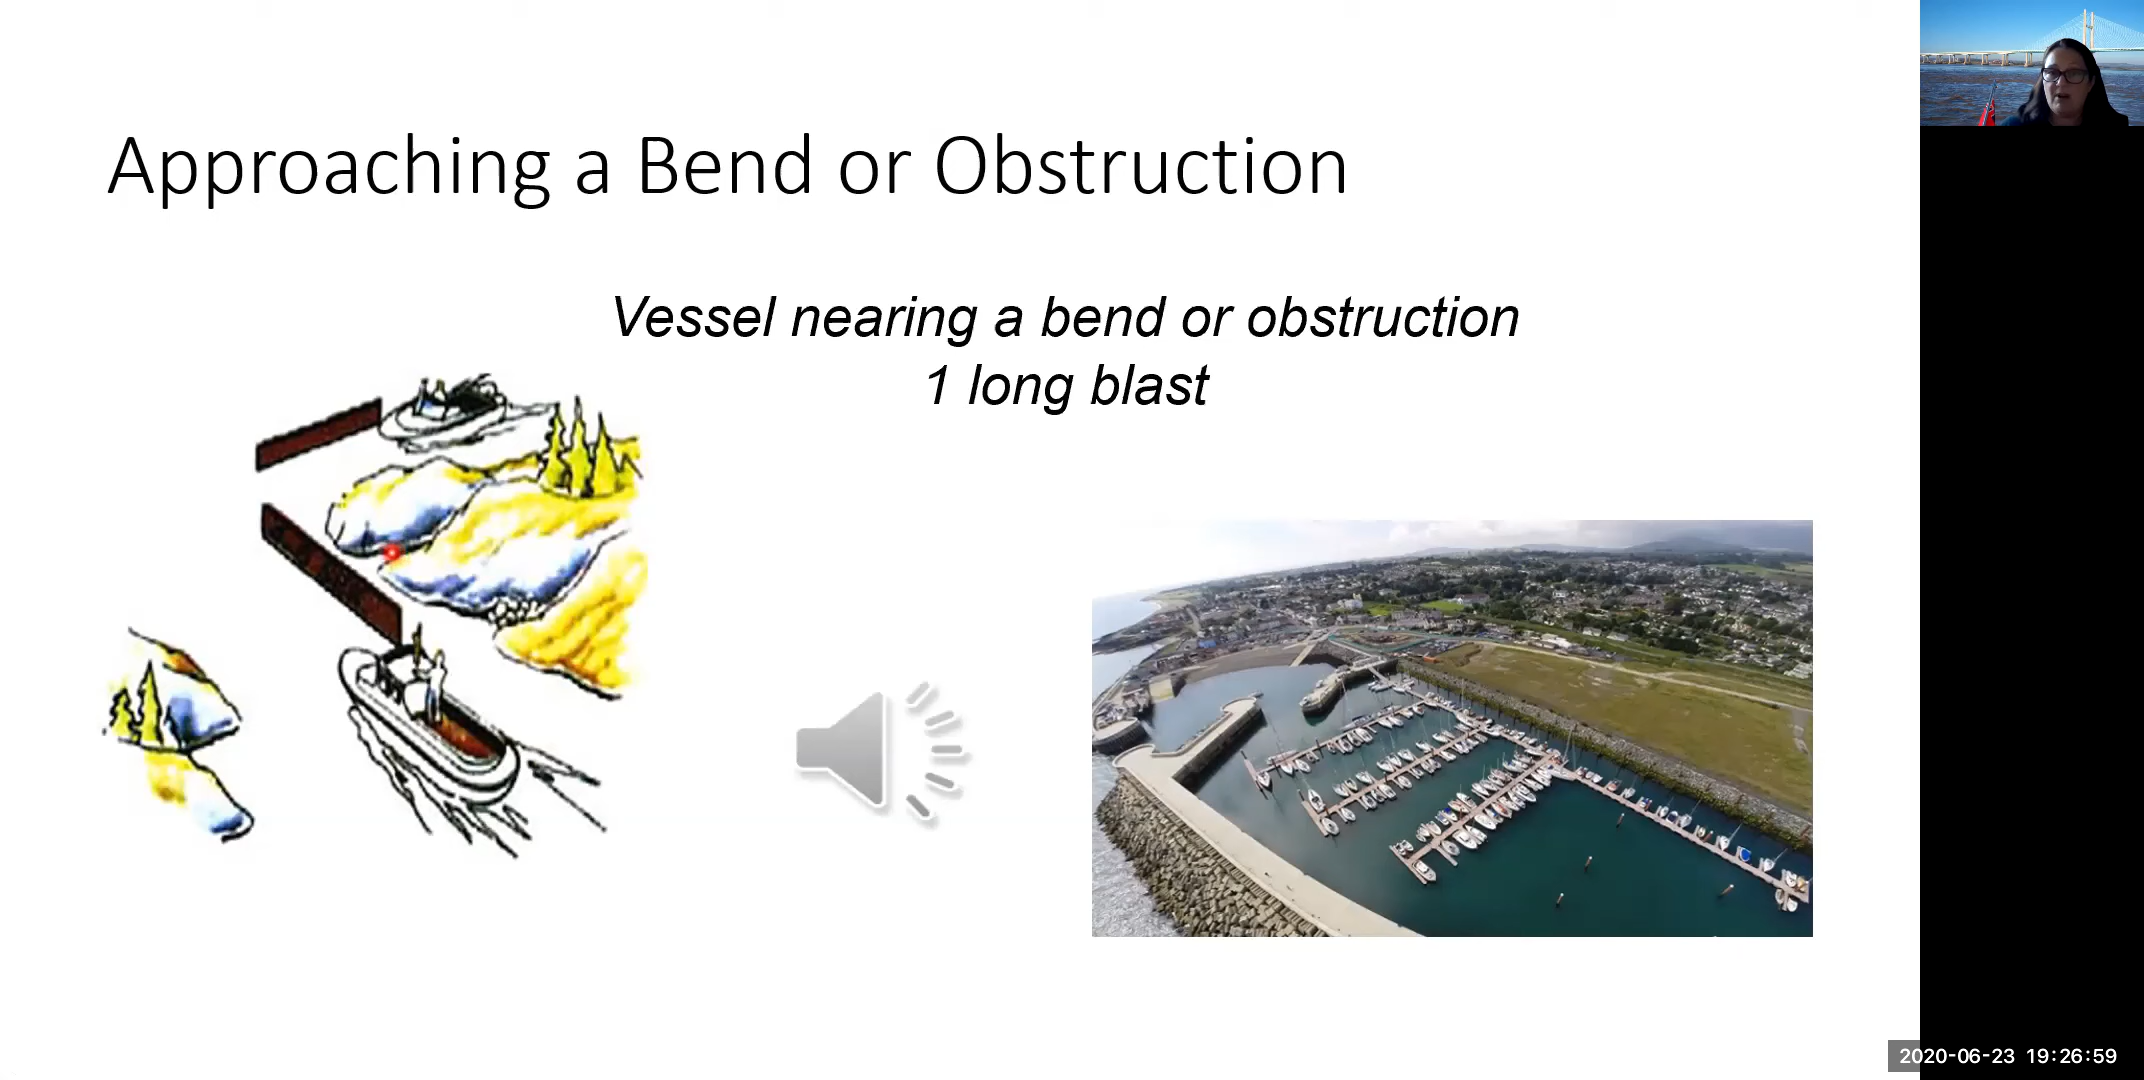 Approaching a Bend or Obstruction
Vessel nearing a bend or obstruction
1 long blast
2020-06-23 19:26:59